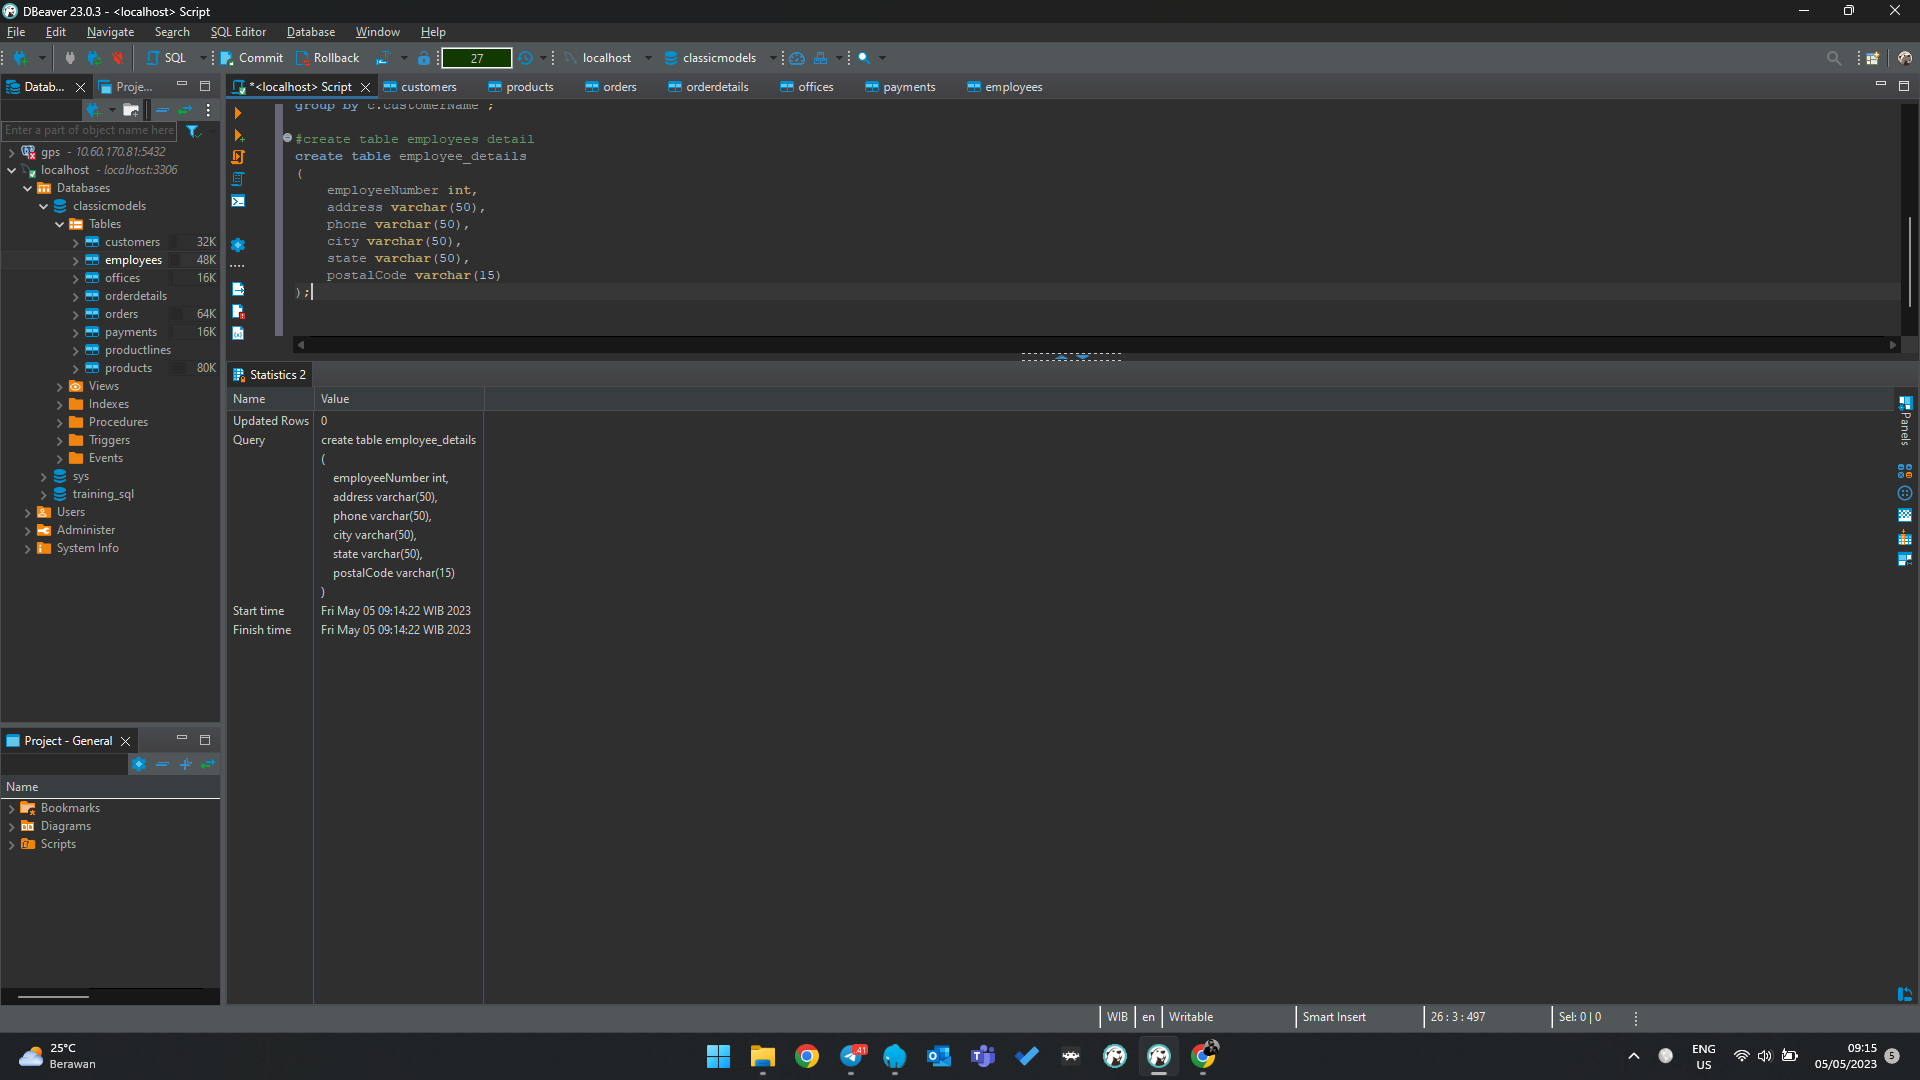 DBeaver 23.0.3 - <localhost> Script
File Edit Navigate Search SQL Editor Database Window Help
SQL Commit Rollback 27 localhost classicmodels
Datab... Proje...
*<localhost> Script customers products orders orderdetails offices payments employees
Enter a part of object name here
gps - 10.60.170.81:5432
localhost - localhost:3306
Databases
classicmodels
Tables
customers 32K
employees 48K
offices 16K
orderdetails
orders 64K
payments 16K
productlines
products 80K
Views
Indexes
Procedures
Triggers
Events
sys
training_sql
Users
Administer
System Info
group by c.customerName ;
#create table employees detail
create table employee_details
(
employeeNumber int,
address varchar(50),
phone varchar(50),
city varchar(50),
state varchar(50),
postalCode varchar(15)
);
Statistics 2
Name Value
Updated Rows 0
Query create table employee_details
(
employeeNumber int,
address varchar(50),
phone varchar(50),
city varchar(50),
state varchar(50),
postalCode varchar(15)
)
Start time Fri May 05 09:14:22 WIB 2023
Finish time Fri May 05 09:14:22 WIB 2023
Panels
Project - General
Name
Bookmarks
Diagrams
Scripts
WIB en Writable Smart Insert 26 : 3 : 497 Sel: 0 | 0
25°C
Berawan
41
ENG
US
09:15
05/05/2023
5